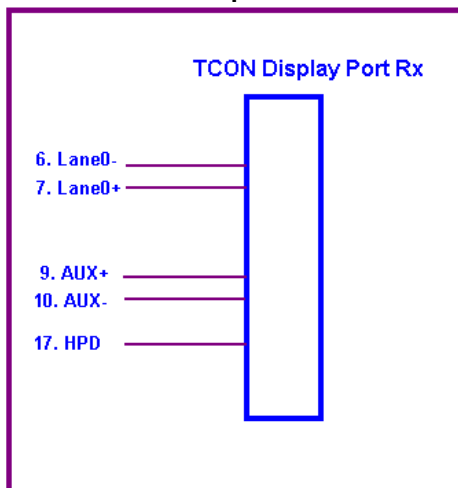 TCON Display Port Rx
6. Lane0-
7. Lane0+
9. AUX+
10. AUX-
17. HPD